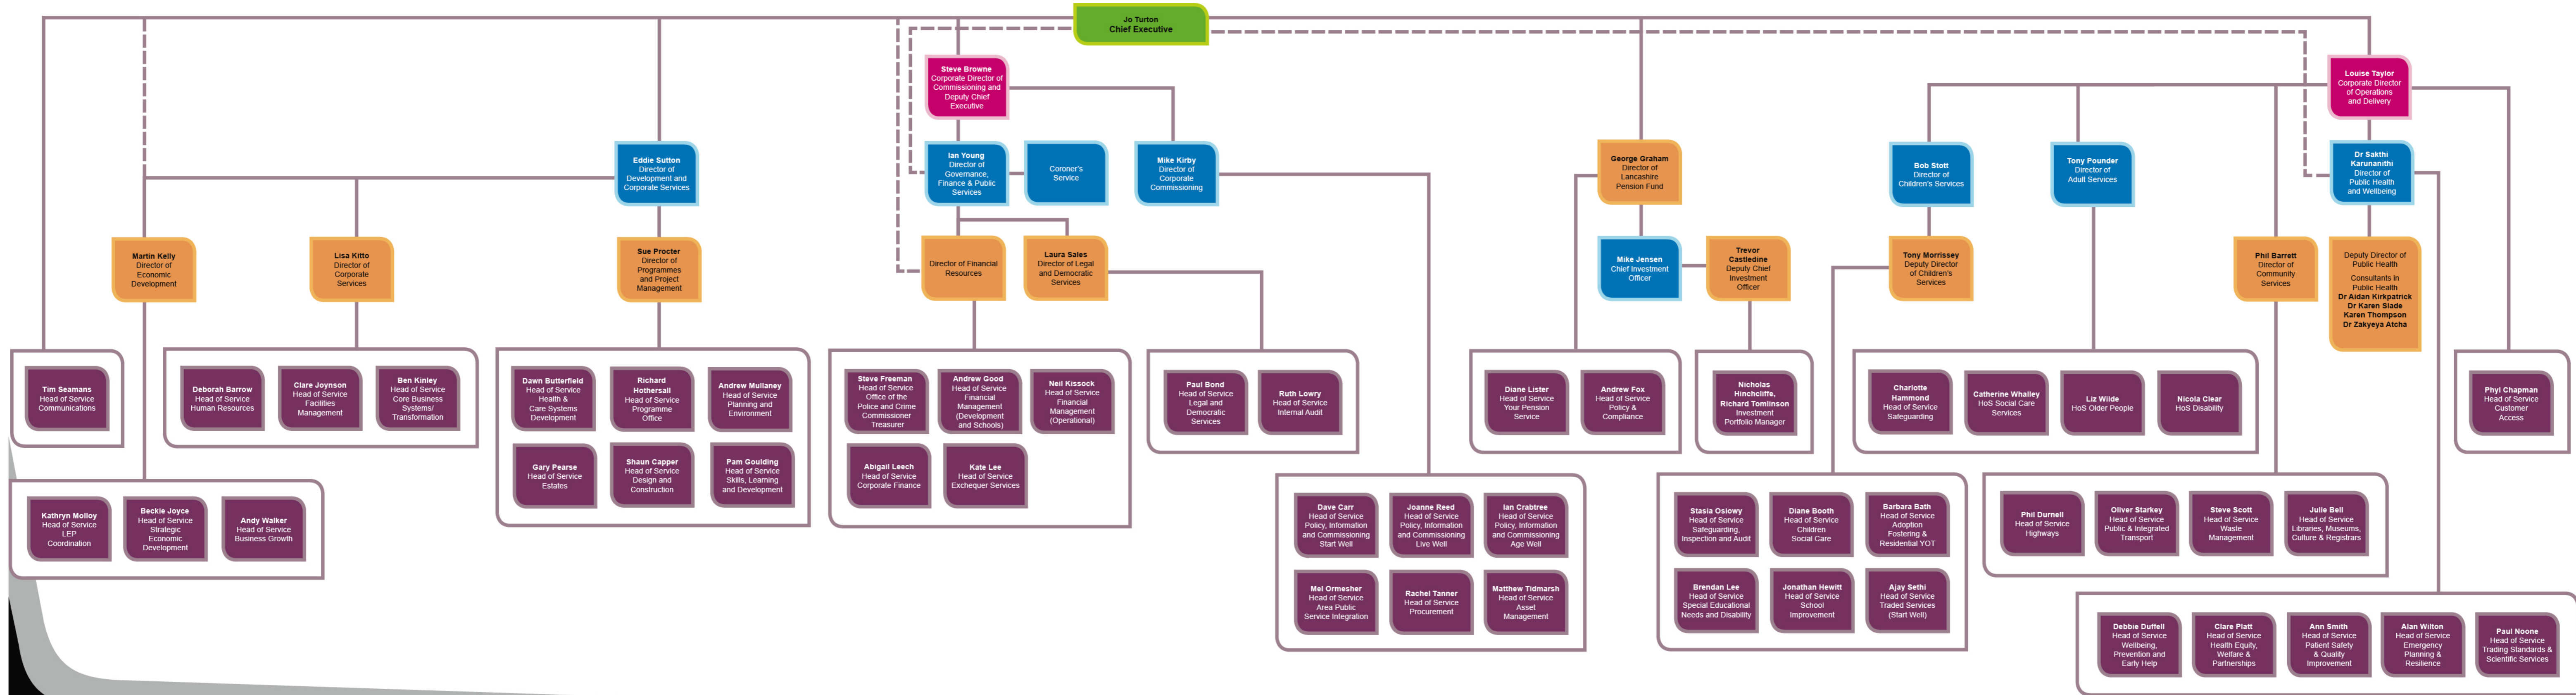 Jo Turton
Chief Executive
Steve Browne
Corporate Director of
Commissioning and
Deputy Chief
Executive
Louise Taylor
Corporate Director
of Operations
and Delivery
Eddie Sutton
Director of
Development and
Corporate Services
Ian Young
Director of
Governance,
Finance & Public
Services
Coroner's
Service
Mike Kirby
Director of
Corporate
Commissioning
George Graham
Director of
Lancashire
Pension Fund
Bob Stott
Director of
Children's Services
Tony Pounder
Director of
Adult Services
Dr Sakthi
Karunanithi
Director of
Public Health
and Wellbeing
Martin Kelly
Director of
Economic
Development
Lisa Kitto
Director of
Corporate
Services
Sue Procter
Director of
Programmes
and Project
Management
Director of Financial
Resources
Laura Sales
Director of Legal
and Democratic
Services
Mike Jensen
Chief Investment
Officer
Trevor
Castledine
Deputy Chief
Investment
Officer
Tony Morrissey
Deputy Director
of Children's
Services
Phil Barrett
Director of
Community
Services
Deputy Director of
Public Health
Consultants in
Public Health
Dr Aidan Kirkpatrick
Dr Karen Slade
Karen Thompson
Dr Zakyeya Atcha
Tim Seamans
Head of Service
Communications
Deborah Barrow
Head of Service
Human Resources
Clare Joynson
Head of Service
Facilities
Management
Ben Kinley
Head of Service
Core Business
Systems/
Transformation
Dawn Butterfield
Head of Service
Health &
Care Systems
Development
Richard
Hothersall
Head of Service
Programme
Office
Andrew Mullaney
Head of Service
Planning and
Environment
Gary Pearse
Head of Service
Estates
Shaun Capper
Head of Service
Design and
Construction
Pam Goulding
Head of Service
Skills, Learning
and Development
Steve Freeman
Head of Service
Office of the
Police and Crime
Commissioner
Treasurer
Andrew Good
Head of Service
Financial
Management
(Development
and Schools)
Neil Kissock
Head of Service
Financial
Management
(Operational)
Abigail Leech
Head of Service
Corporate Finance
Kate Lee
Head of Service
Exchequer Services
Paul Bond
Head of Service
Legal and
Democratic
Services
Ruth Lowry
Head of Service
Internal Audit
Diane Lister
Head of Service
Your Pension
Service
Andrew Fox
Head of Service
Policy &
Compliance
Nicholas
Hinchcliffe,
Richard Tomlinson
Investment
Portfolio Manager
Charlotte
Hammond
Head of Service
Safeguarding
Catherine Whalley
HoS Social Care
Services
Liz Wilde
HoS Older People
Nicola Clear
HoS Disability
Phyl Chapman
Head of Service
Customer
Access
Kathryn Molloy
Head of Service
LEP
Coordination
Beckie Joyce
Head of Service
Strategic
Economic
Development
Andy Walker
Head of Service
Business Growth
Dave Carr
Head of Service
Policy, Information
and Commissioning
Start Well
Joanne Reed
Head of Service
Policy, Information
and Commissioning
Live Well
Ian Crabtree
Head of Service
Policy, Information
and Commissioning
Age Well
Mel Ormesher
Head of Service
Area Public
Service Integration
Rachel Tanner
Head of Service
Procurement
Matthew Tidmarsh
Head of Service
Asset
Management
Stasia Osiowy
Head of Service
Safeguarding,
Inspection and Audit
Diane Booth
Head of Service
Children
Social Care
Barbara Bath
Head of Service
Adoption
Fostering &
Residential YOT
Brendan Lee
Head of Service
Special Educational
Needs and Disability
Jonathan Hewitt
Head of Service
School
Improvement
Ajay Sethi
Head of Service
Traded Services
(Start Well)
Phil Durnell
Head of Service
Highways
Oliver Starkey
Head of Service
Public & Integrated
Transport
Steve Scott
Head of Service
Waste
Management
Julie Bell
Head of Service
Libraries, Museums,
Culture & Registrars
Debbie Duffell
Head of Service
Wellbeing,
Prevention and
Early Help
Clare Platt
Head of Service
Health Equity,
Welfare &
Partnerships
Ann Smith
Head of Service
Patient Safety
& Quality
Improvement
Alan Wilton
Head of Service
Emergency
Planning &
Resilience
Paul Noone
Head of Service
Trading Standards &
Scientific Services